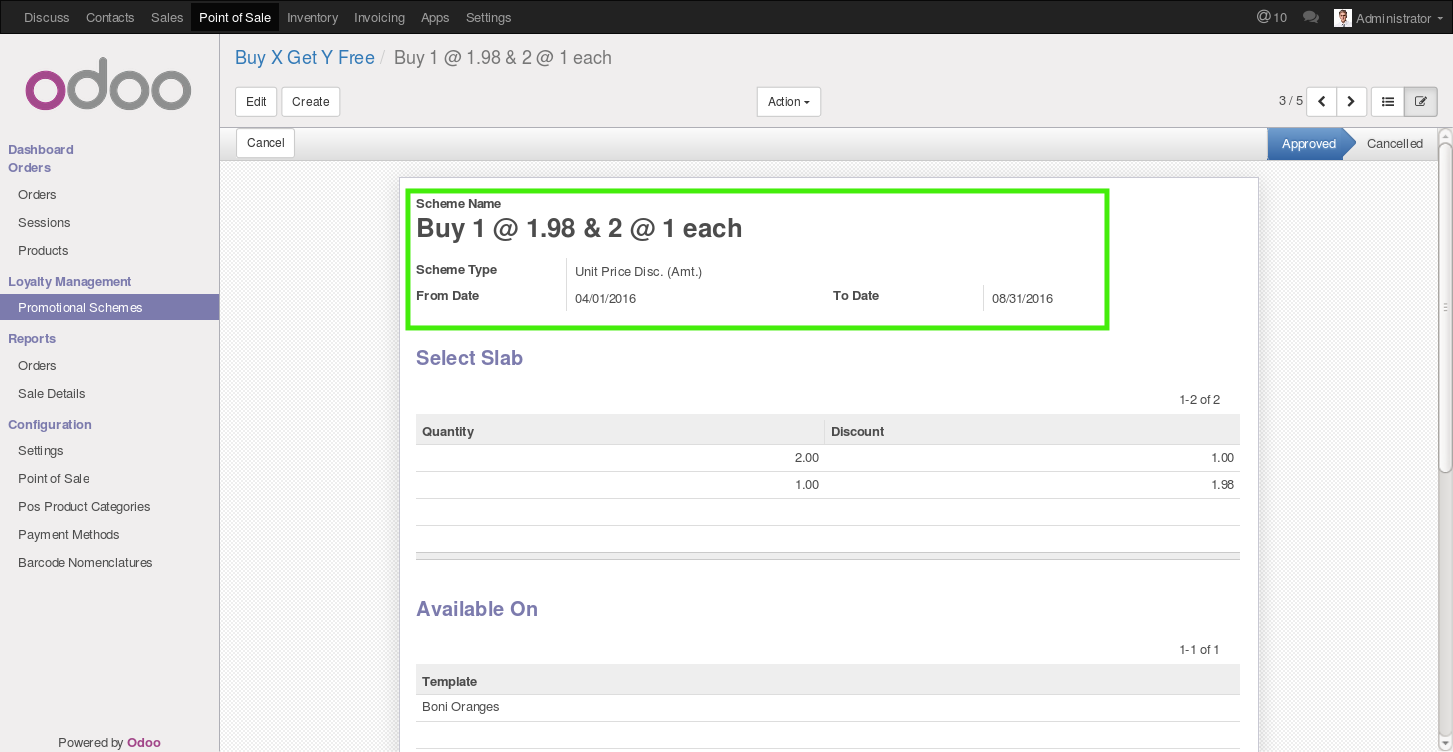 Discuss Contacts Sales Point of Sale Inventory Invoicing Apps Settings @10 Administrator
odoo
Buy X Get Y Free / Buy 1 @ 1.98 & 2 @ 1 each
Edit Create Action 3 / 5
Cancel Approved Cancelled
Dashboard
Orders
Orders
Sessions
Products
Loyalty Management
Promotional Schemes
Reports
Orders
Sale Details
Configuration
Settings
Point of Sale
Pos Product Categories
Payment Methods
Barcode Nomenclatures
Powered by Odoo
Scheme Name
Buy 1 @ 1.98 & 2 @ 1 each
Scheme Type Unit Price Disc. (Amt.)
From Date 04/01/2016 To Date 08/31/2016
Select Slab
1-2 of 2
Quantity Discount
2.00 1.00
1.00 1.98
Available On
1-1 of 1
Template
Boni Oranges